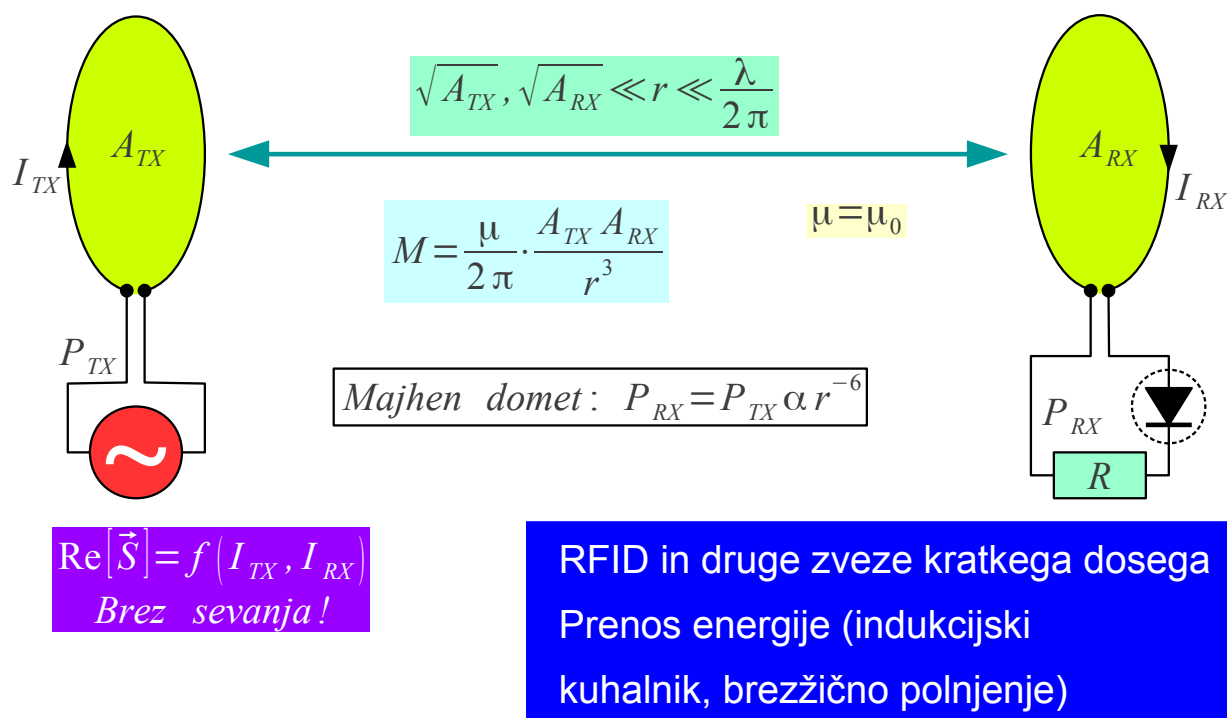 √A_TX, √A_RX ≪ r ≪ λ/(2π)
A_TX
A_RX
I_TX
I_RX
M = μ/(2π) · A_TX A_RX / r³
μ = μ₀
P_TX
Majhen domet: P_RX = P_TX α r⁻⁶
P_RX
~
R
Re[S⃗] = f(I_TX, I_RX)
Brez sevanja!
RFID in druge zveze kratkega dosega
Prenos energije (indukcijski
kuhalnik, brezžično polnjenje)